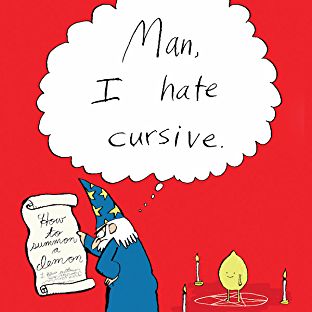 Man,
I hate
cursive.
How
to
summon
a
demon